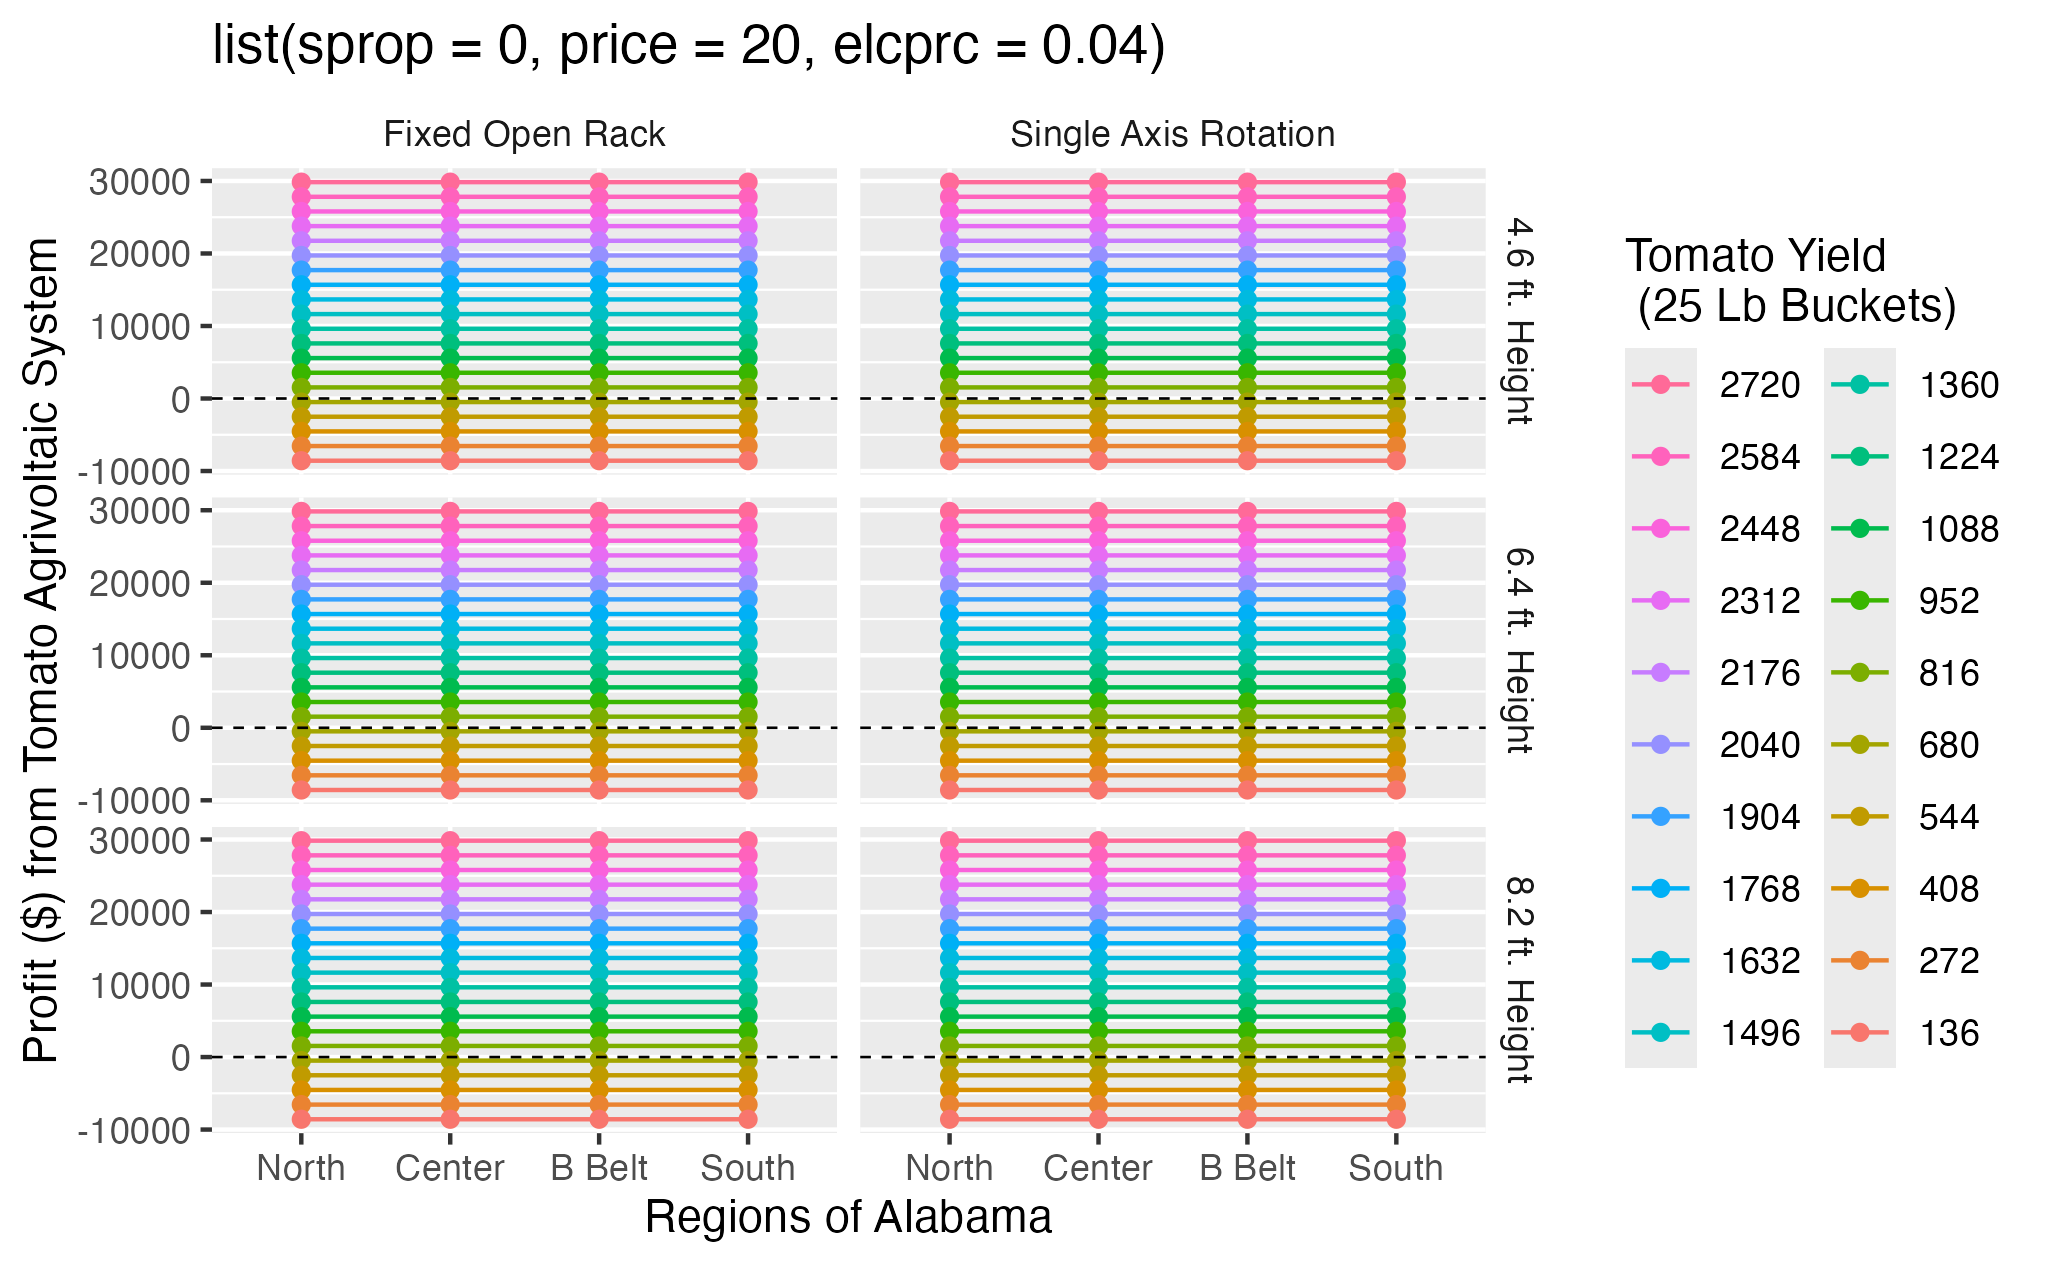 list(sprop = 0, price = 20, elcprc = 0.04)
Fixed Open Rack
Single Axis Rotation
Profit ($) from Tomato Agrivoltaic System
30000
20000
10000
0
-10000
4.6 ft. Height
30000
20000
10000
0
-10000
6.4 ft. Height
30000
20000
10000
0
-10000
8.2 ft. Height
North Center B Belt South
North Center B Belt South
Regions of Alabama
Tomato Yield
(25 Lb Buckets)
2720 1360
2584 1224
2448 1088
2312 952
2176 816
2040 680
1904 544
1768 408
1632 272
1496 136